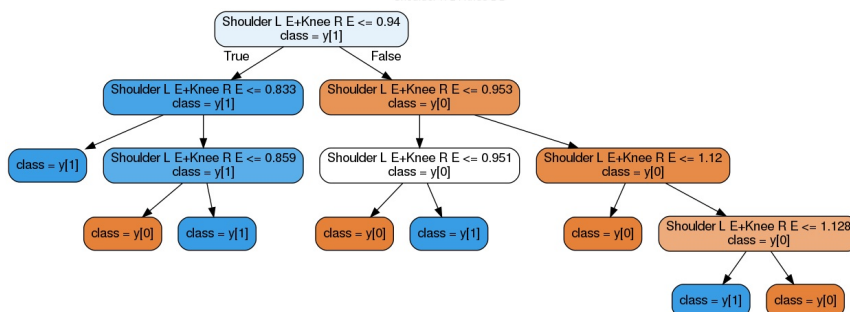 Shoulder L E+Knee R E <= 0.94
class = y[1]
True
False
Shoulder L E+Knee R E <= 0.833
class = y[1]
Shoulder L E+Knee R E <= 0.953
class = y[0]
class = y[1]
Shoulder L E+Knee R E <= 0.859
class = y[1]
Shoulder L E+Knee R E <= 0.951
class = y[0]
Shoulder L E+Knee R E <= 1.12
class = y[0]
class = y[0]
class = y[1]
class = y[0]
class = y[1]
class = y[0]
Shoulder L E+Knee R E <= 1.128
class = y[0]
class = y[1]
class = y[0]